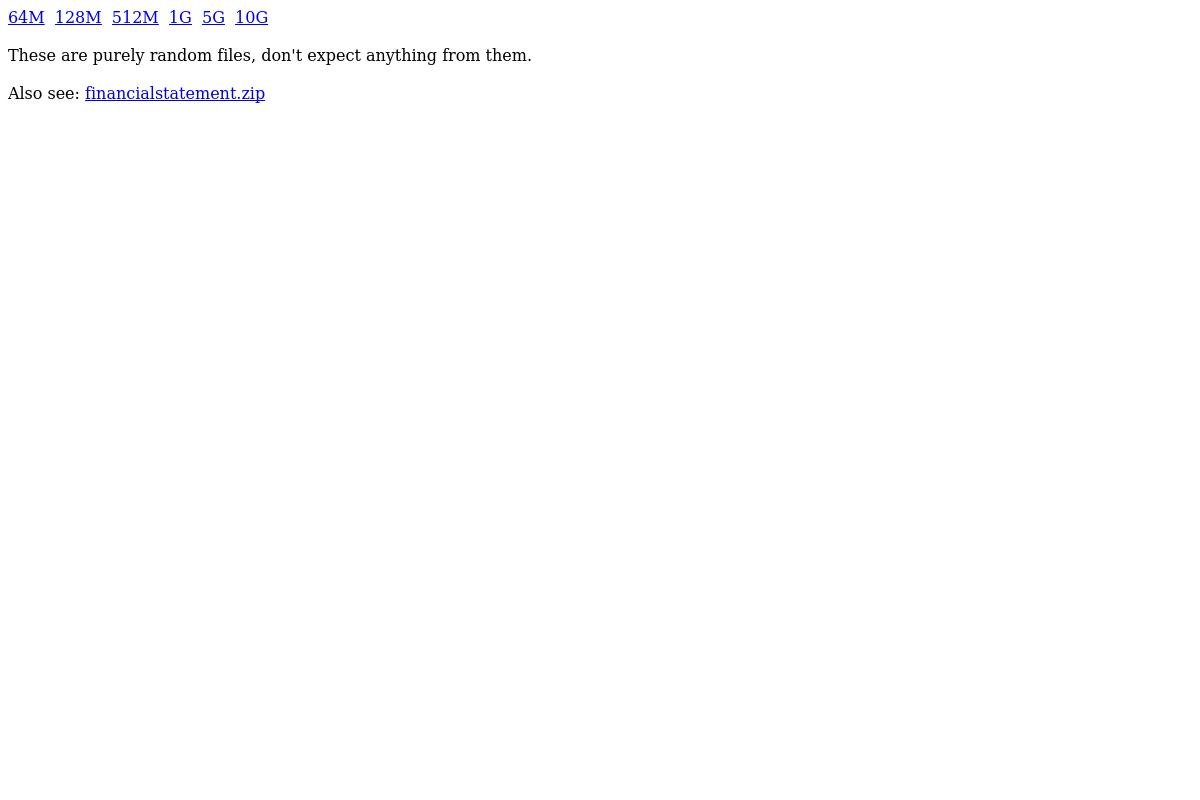 64M 128M 512M 1G 5G 10G
These are purely random files, don't expect anything from them.
Also see: financialstatement.zip